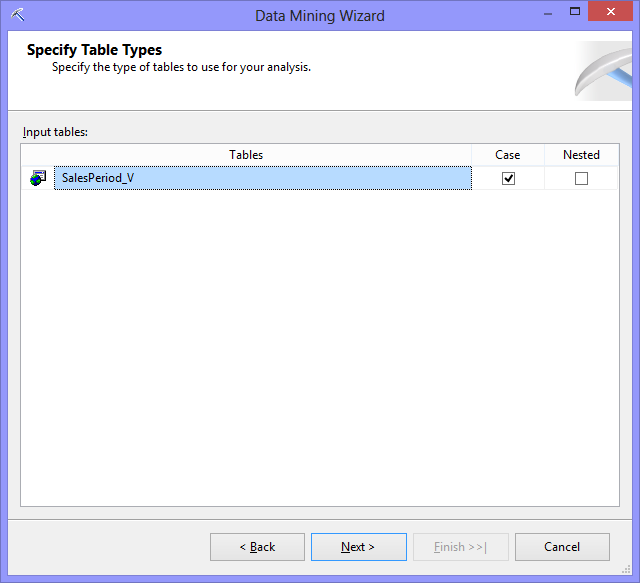 Data Mining Wizard
Specify Table Types
Specify the type of tables to use for your analysis.
Input tables:
Tables Case Nested
SalesPeriod_V
< Back Next > Finish >>| Cancel